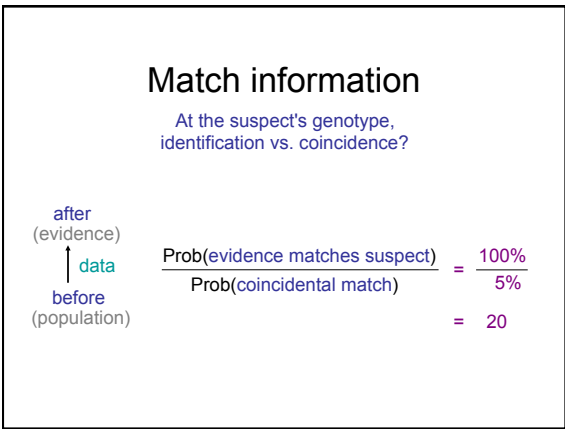 Match information
At the suspect's genotype,
identification vs. coincidence?
after
(evidence)
data
before
(population)
Prob(evidence matches suspect)
Prob(coincidental match)
= 100%
5%
= 20